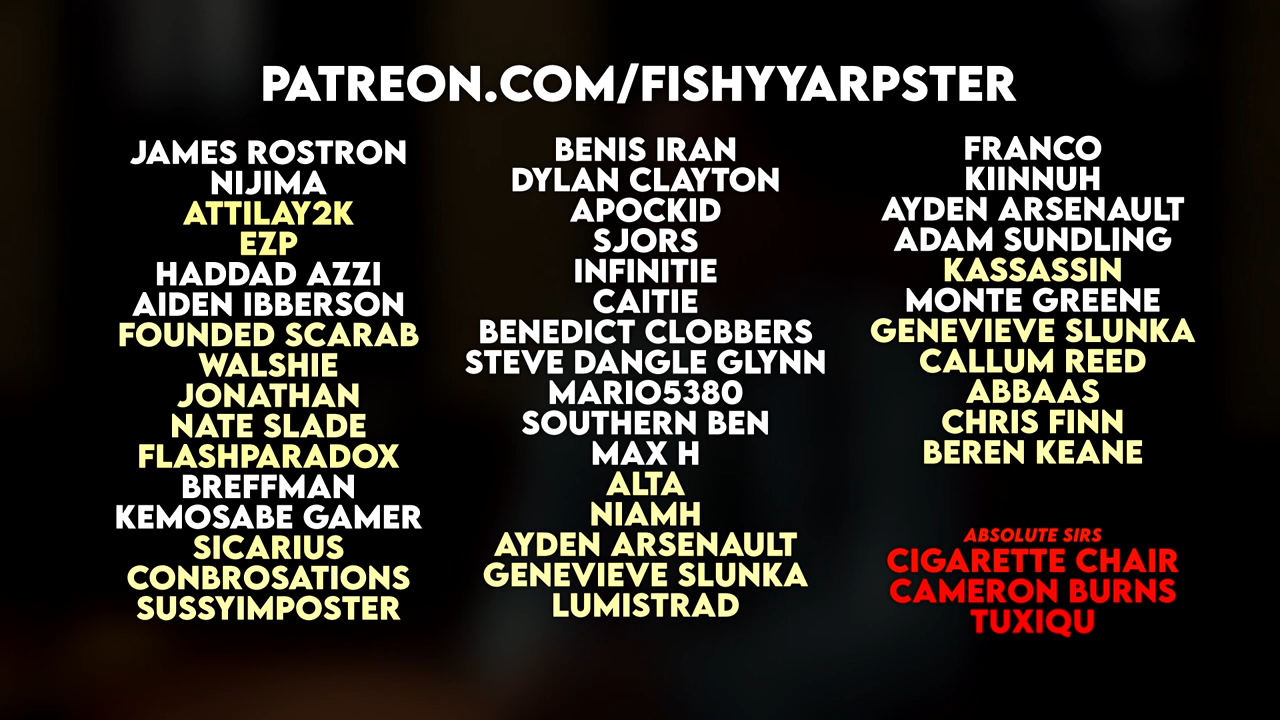 PATREON.COM/FISHYYARPSTER
JAMES ROSTRON
NIJIMA
ATTILAY2K
EZP
HADDAD AZZI
AIDEN IBBERSON
FOUNDED SCARAB
WALSHIE
JONATHAN
NATE SLADE
FLASHPARADOX
BREFFMAN
KEMOSABE GAMER
SICARIUS
CONBROSATIONS
SUSSYIMPOSTER
BENIS IRAN
DYLAN CLAYTON
APOCKID
SJORS
INFINITIE
CAITIE
BENEDICT CLOBBERS
STEVE DANGLE GLYNN
MARIO5380
SOUTHERN BEN
MAX H
ALTA
NIAMH
AYDEN ARSENAULT
GENEVIEVE SLUNKA
LUMISTRAD
FRANCO
KIINNUH
AYDEN ARSENAULT
ADAM SUNDLING
KASSASSIN
MONTE GREENE
GENEVIEVE SLUNKA
CALLUM REED
ABBAAS
CHRIS FINN
BEREN KEANE
ABSOLUTE SIRS
CIGARETTE CHAIR
CAMERON BURNS
TUXIQU